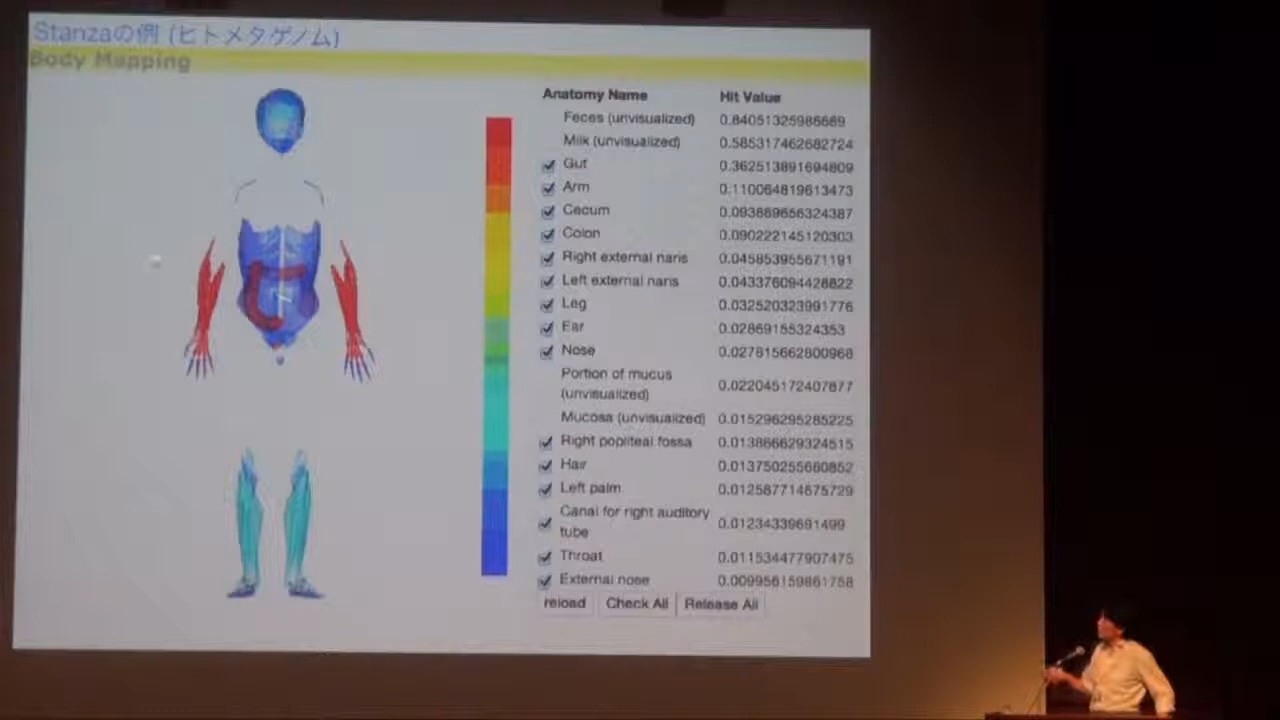 Stanzaの例 (ヒトメタゲノム)
Body Mapping
Anatomy Name Hit Value
Feces (unvisualized) 0.84051325986689
Milk (unvisualized) 0.585317462682724
Gut 0.362513891694809
Arm 0.110064819613473
Cecum 0.093869656324387
Colon 0.090222145120303
Right external naris 0.045853955671191
Left external naris 0.043376094428822
Leg 0.032520323991776
Ear 0.02869155324353
Nose 0.027815662800968
Portion of mucus
(unvisualized) 0.022045172407877
Mucosa (unvisualized) 0.015296295285225
Right popliteal fossa 0.013866629324515
Hair 0.013750255660852
Left palm 0.012587714675729
Canal for right auditory
tube 0.01234339691499
Throat 0.011534477907475
External nose 0.009956159861758
reload Check All Release All